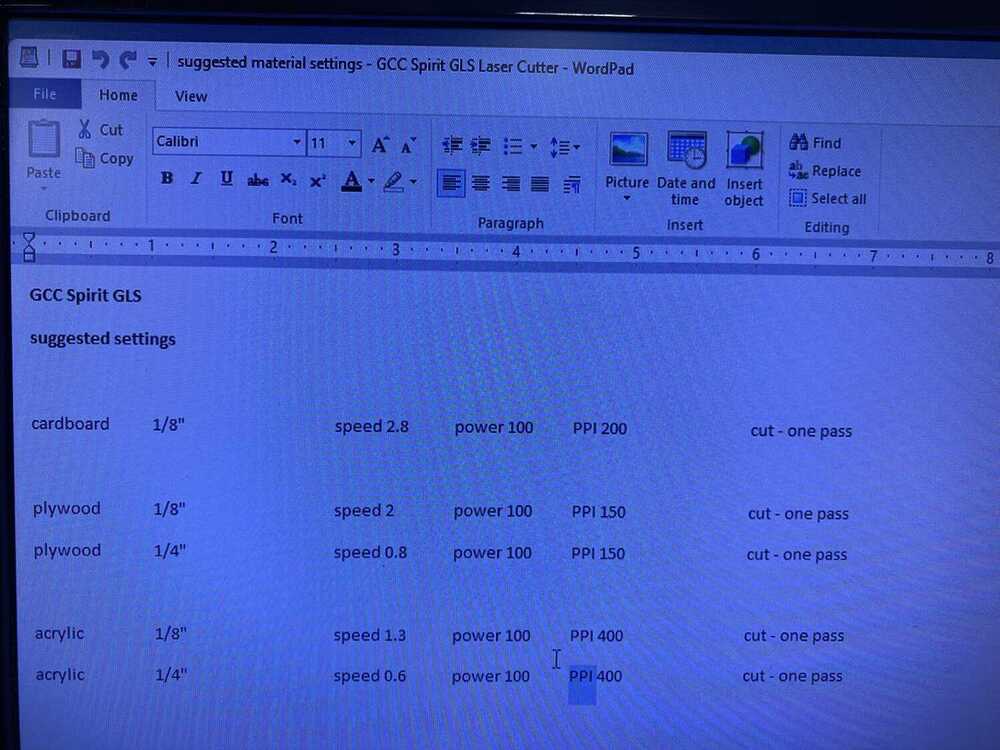 suggested material settings - GCC Spirit GLS Laser Cutter - WordPad
File Home View
Paste
Cut
Copy
Clipboard
Calibri 11 A A
B I U abc X₂ X² A
Font
Paragraph
Picture
Date and time
Insert object
Insert
Find
Replace
Select all
Editing
1 2 3 4 5 6 7 8
GCC Spirit GLS
suggested settings
cardboard 1/8" speed 2.8 power 100 PPI 200 cut - one pass
plywood 1/8" speed 2 power 100 PPI 150 cut - one pass
plywood 1/4" speed 0.8 power 100 PPI 150 cut - one pass
acrylic 1/8" speed 1.3 power 100 PPI 400 cut - one pass
acrylic 1/4" speed 0.6 power 100 PPI 400 cut - one pass